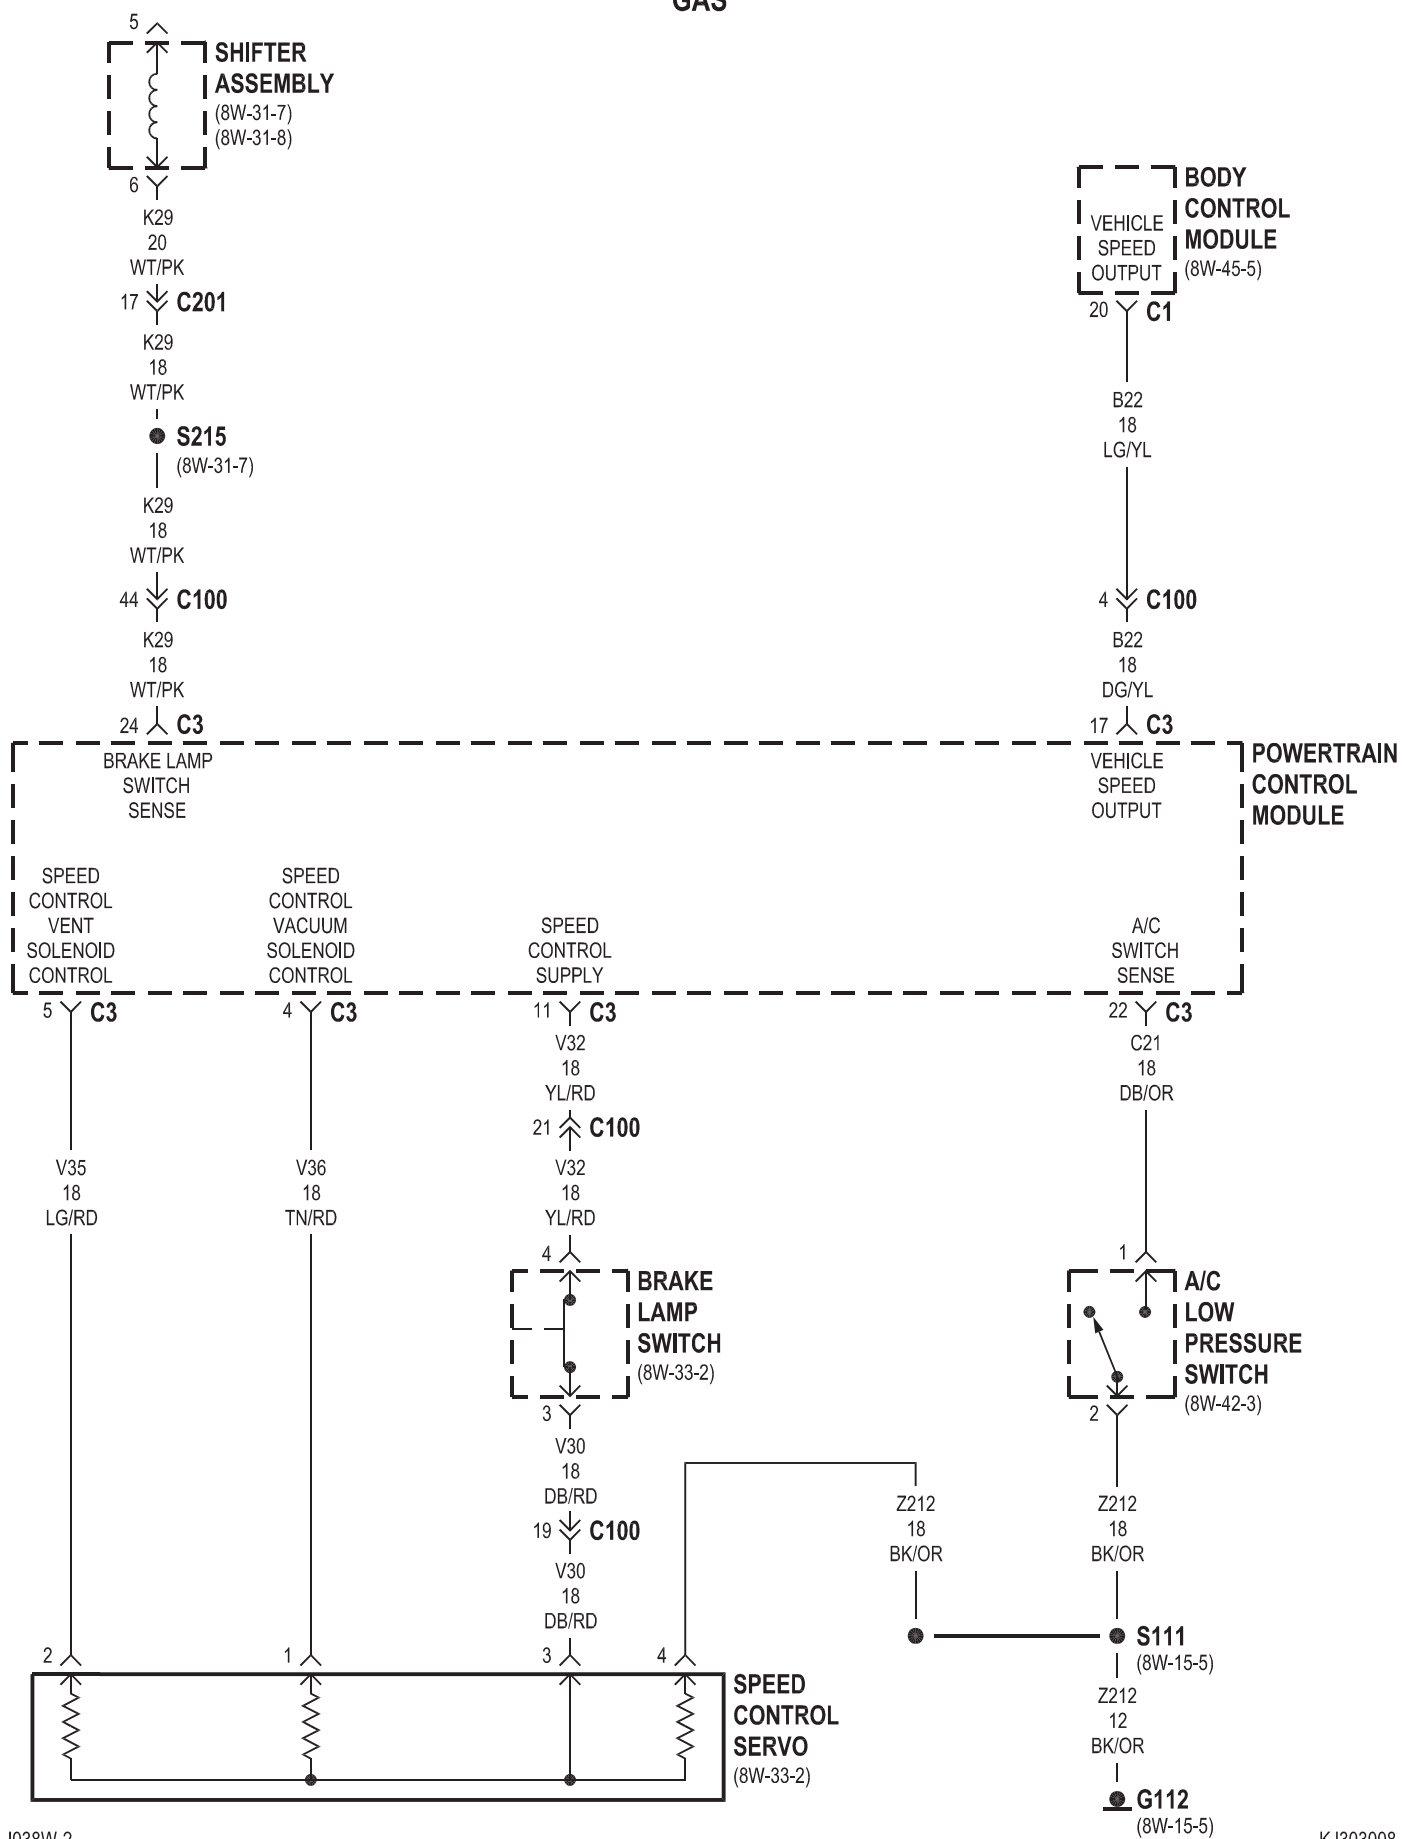 GAS
5
SHIFTER
ASSEMBLY
(8W-31-7)
(8W-31-8)
6
K29
20
WT/PK
17 C201
K29
18
WT/PK
S215
(8W-31-7)
K29
18
WT/PK
44 C100
K29
18
WT/PK
24 C3
BODY
CONTROL
MODULE
(8W-45-5)
VEHICLE
SPEED
OUTPUT
20 C1
B22
18
LG/YL
4 C100
B22
18
DG/YL
17 C3
POWERTRAIN
CONTROL
MODULE
BRAKE LAMP
SWITCH
SENSE
VEHICLE
SPEED
OUTPUT
SPEED
CONTROL
VENT
SOLENOID
CONTROL
SPEED
CONTROL
VACUUM
SOLENOID
CONTROL
SPEED
CONTROL
SUPPLY
A/C
SWITCH
SENSE
5 C3
4 C3
11 C3
22 C3
V35
18
LG/RD
V36
18
TN/RD
V32
18
YL/RD
21 C100
V32
18
YL/RD
4
BRAKE
LAMP
SWITCH
(8W-33-2)
3
V30
18
DB/RD
19 C100
V30
18
DB/RD
C21
18
DB/OR
1
A/C
LOW
PRESSURE
SWITCH
(8W-42-3)
2
Z212
18
BK/OR
Z212
18
BK/OR
S111
(8W-15-5)
Z212
12
BK/OR
G112
(8W-15-5)
2
1
3
4
SPEED
CONTROL
SERVO
(8W-33-2)
J038W-2
KJ303008